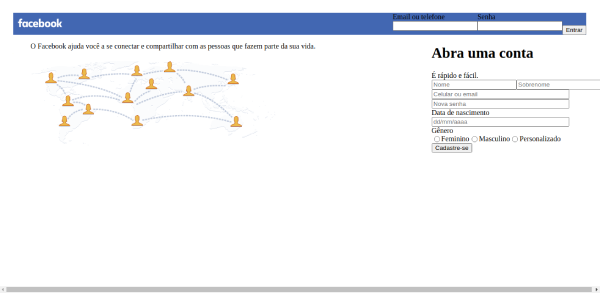 facebook
Email ou telefone Senha
Entrar
O Facebook ajuda você a se conectar e compartilhar com as pessoas que fazem parte da sua vida.
Abra uma conta
É rápido e fácil.
Nome Sobrenome
Celular ou email
Nova senha
Data de nascimento
dd/mm/aaaa
Gênero
Feminino Masculino Personalizado
Cadastre-se